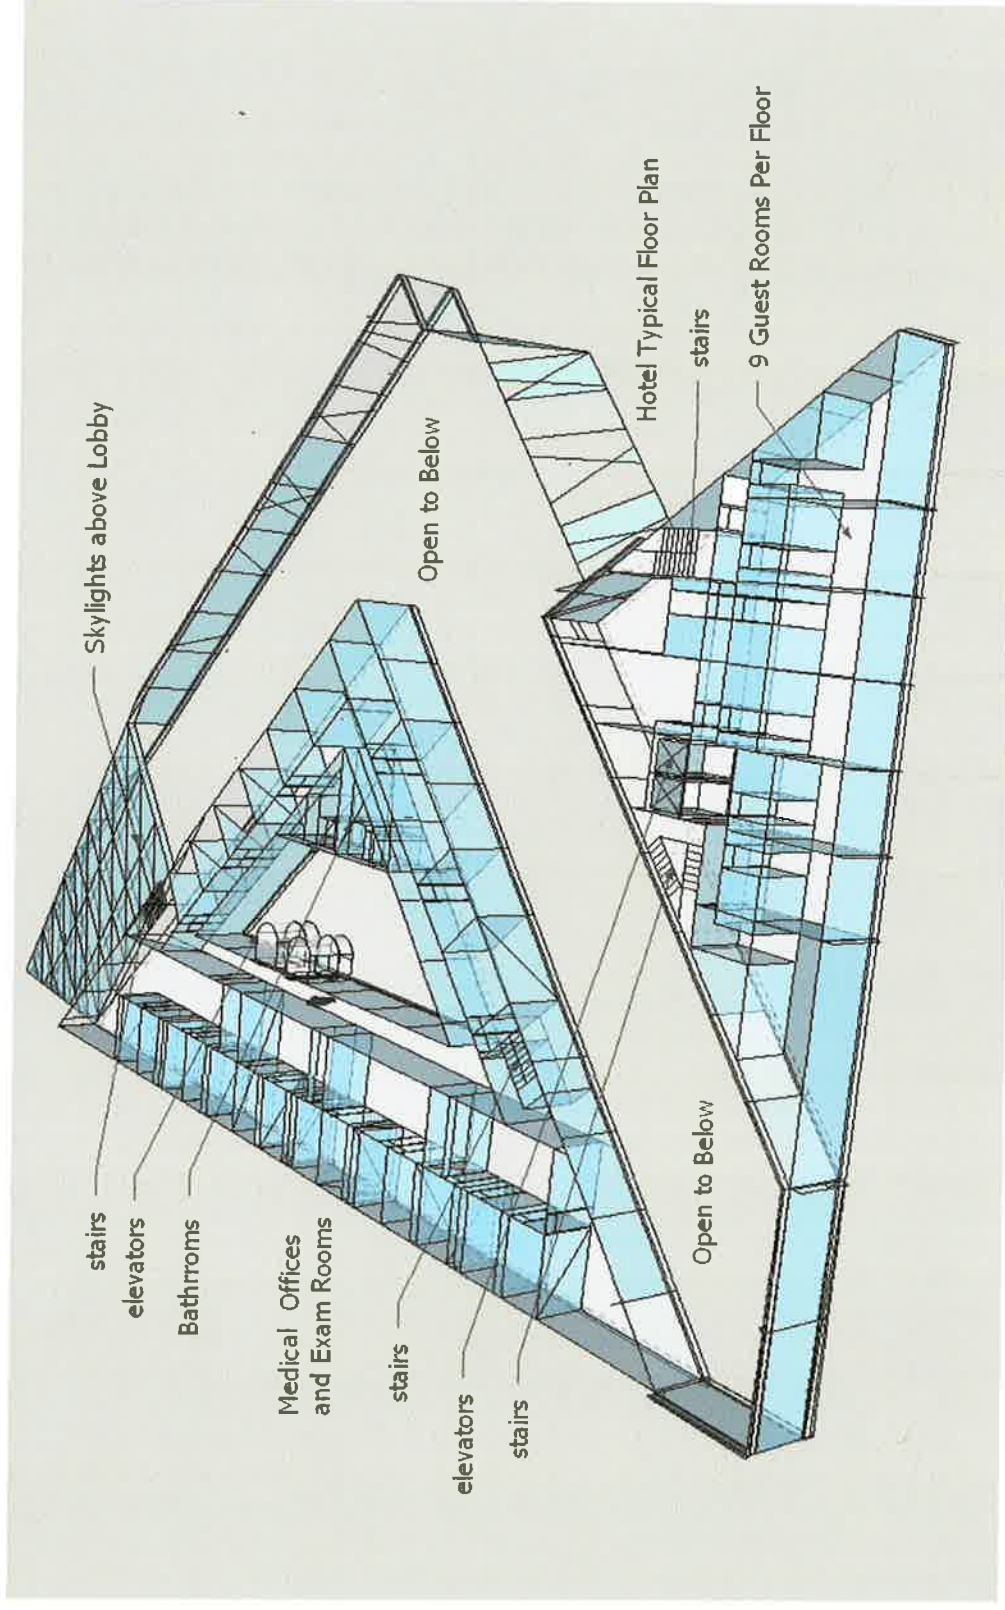 Skylights above Lobby
Open to Below
Hotel Typical Floor Plan
stairs
9 Guest Rooms Per Floor
stairs
elevators
Bathrroms
Medical Offices
and Exam Rooms
stairs
elevators
stairs
Open to Below